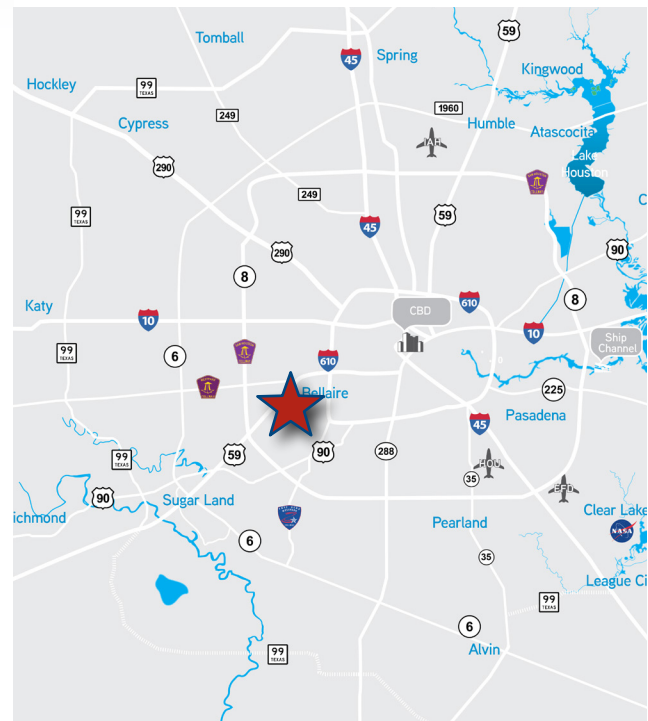 59
Tomball
45
Spring
Kingwood
Hockley
99
TEXAS
249
1960
Humble
Cypress
Atascocita
IAH
Lake
Houston
290
249
99
TEXAS
59
45
C
90
290
8
610
8
Katy
CBD
10
10
Ship
Channel
99
TEXAS
6
610
225
Bellaire
Pasadena
45
59
90
288
99
TEXAS
HOU
35
EFD
90
Sugar Land
ichmond
Clear Lake
NASA
Pearland
6
35
League Ci
99
TEXAS
6
Alvin
99
TEXAS